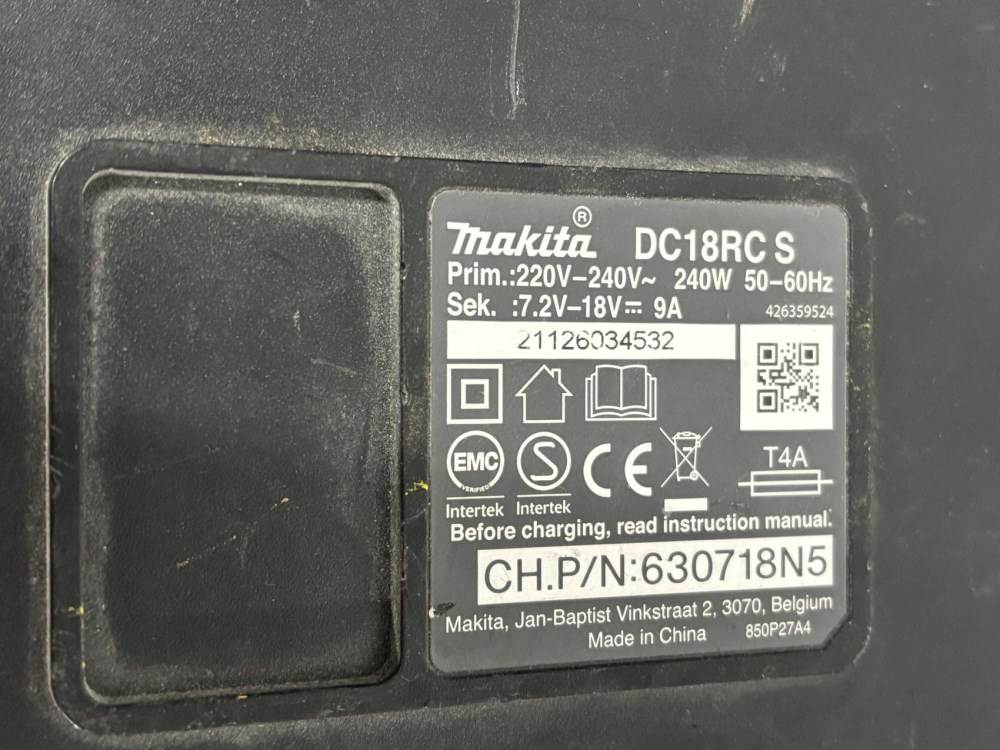 makita® DC18RC S
Prim.:220V–240V~ 240W 50–60Hz
Sek. :7.2V–18V⎓ 9A
426359524
21126034532
EMC
VERIFIED
Intertek
S
Intertek
CE
T4A
Before charging, read instruction manual.
CH.P/N:630718N5
Makita, Jan-Baptist Vinkstraat 2, 3070, Belgium
Made in China 850P27A4